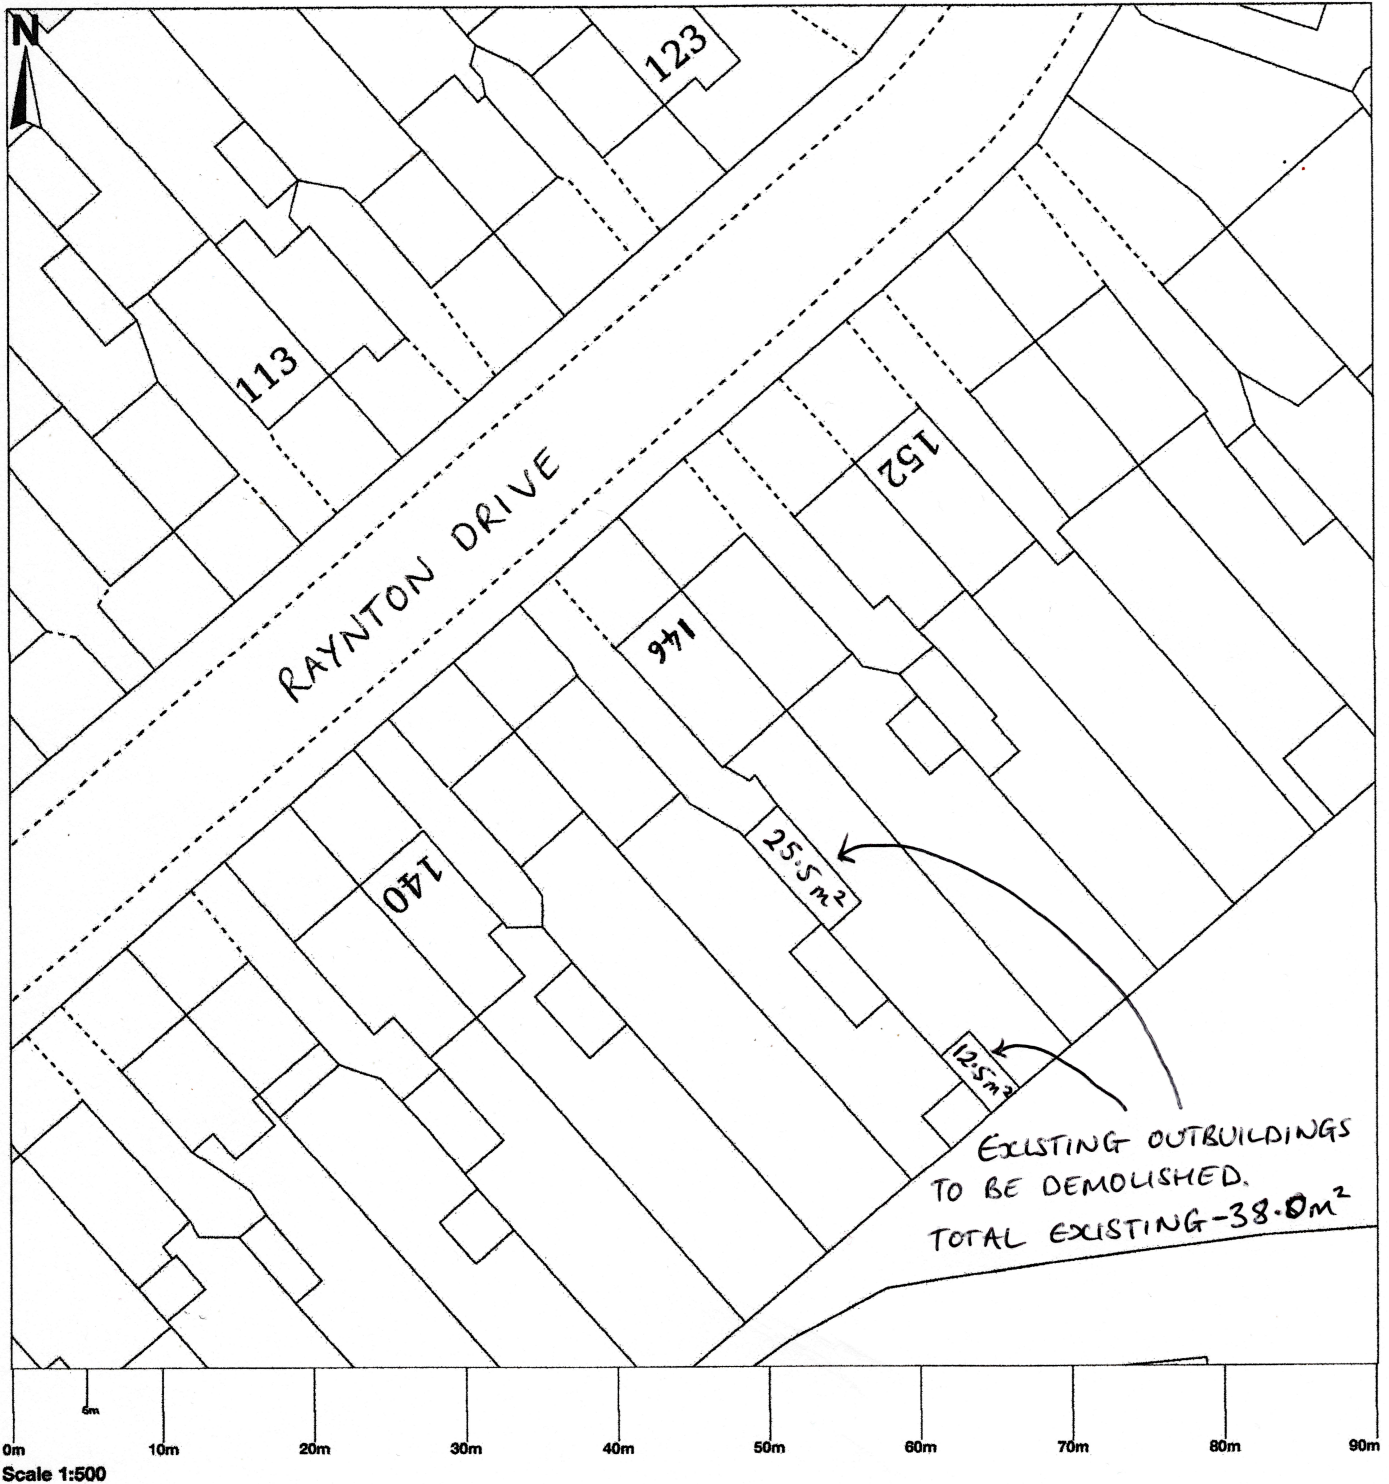 N
123
113
RAYNTON DRIVE
152
146
140
25.5m²
12.5m²
EXISTING OUTBUILDINGS
TO BE DEMOLISHED.
TOTAL EXISTING-38.0m²
5m
0m 10m 20m 30m 40m 50m 60m 70m 80m 90m
Scale 1:500